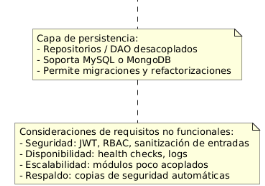 Capa de persistencia:
- Repositorios / DAO desacoplados
- Soporta MySQL o MongoDB
- Permite migraciones y refactorizaciones
Consideraciones de requisitos no funcionales:
- Seguridad: JWT, RBAC, sanitización de entradas
- Disponibilidad: health checks, logs
- Escalabilidad: módulos poco acoplados
- Respaldo: copias de seguridad automáticas